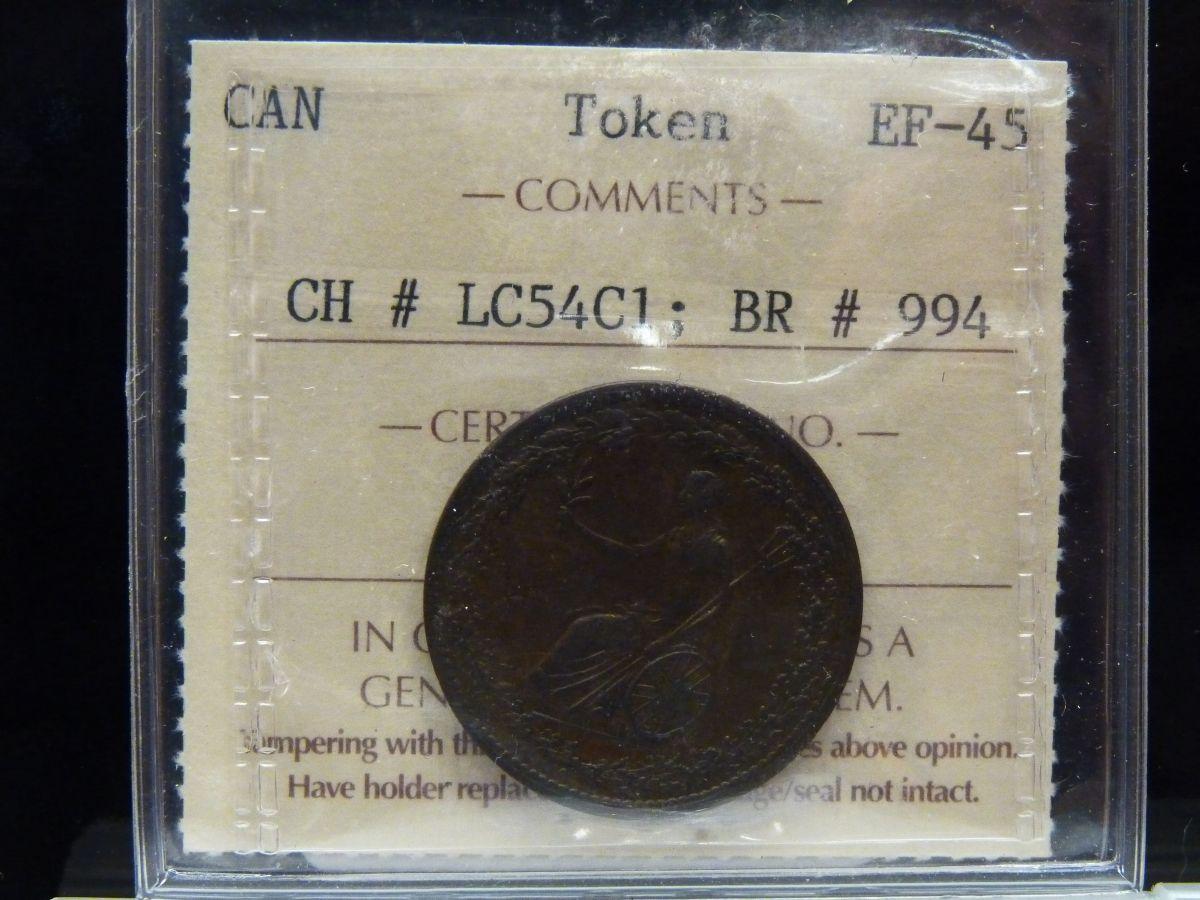 CAN Token EF-45
— COMMENTS —
CH # LC54C1; BR # 994
— CERT NO. —
IN S A
GEN EM.
Tampering with th es above opinion.
Have holder replac ge/seal not intact.